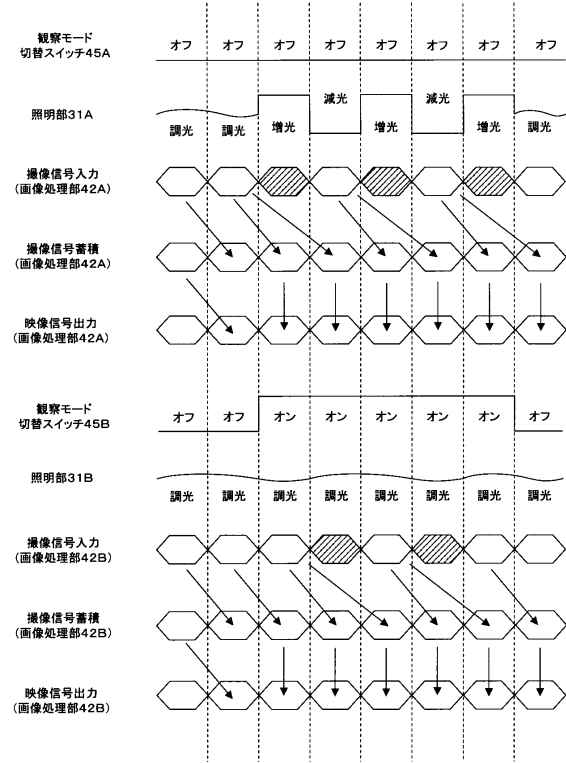 観察モード
切替スイッチ45A
オフ オフ オフ オフ オフ オフ オフ オフ
照明部31A
調光 調光 増光 減光 増光 減光 増光 調光
撮像信号入力
(画像処理部42A)
撮像信号蓄積
(画像処理部42A)
映像信号出力
(画像処理部42A)
観察モード
切替スイッチ45B
オフ オフ オン オン オン オン オン オフ
照明部31B
調光 調光 調光 調光 調光 調光 調光 調光
撮像信号入力
(画像処理部42B)
撮像信号蓄積
(画像処理部42B)
映像信号出力
(画像処理部42B)